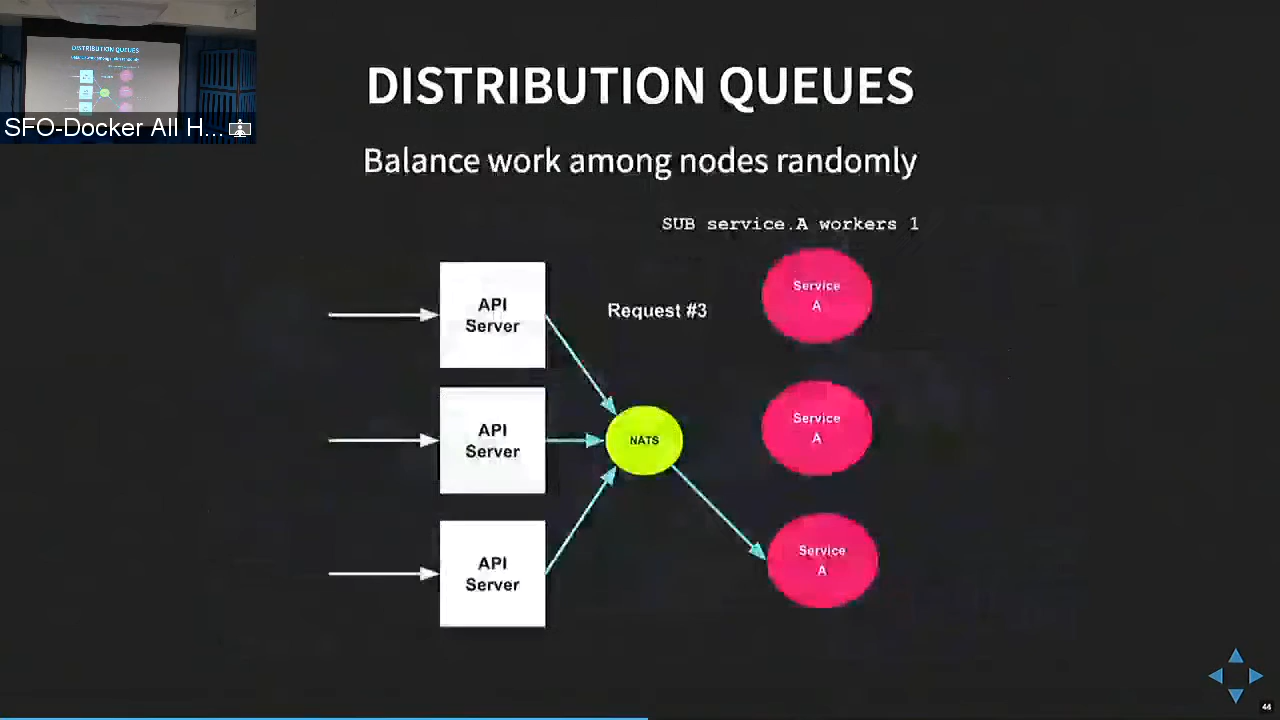 DISTRIBUTION QUEUES
SFO-Docker All H...
Balance work among nodes randomly
SUB service.A workers 1
API
Server
Request #3
Service
A
API
Server
NATS
Service
A
API
Server
Service
A
44